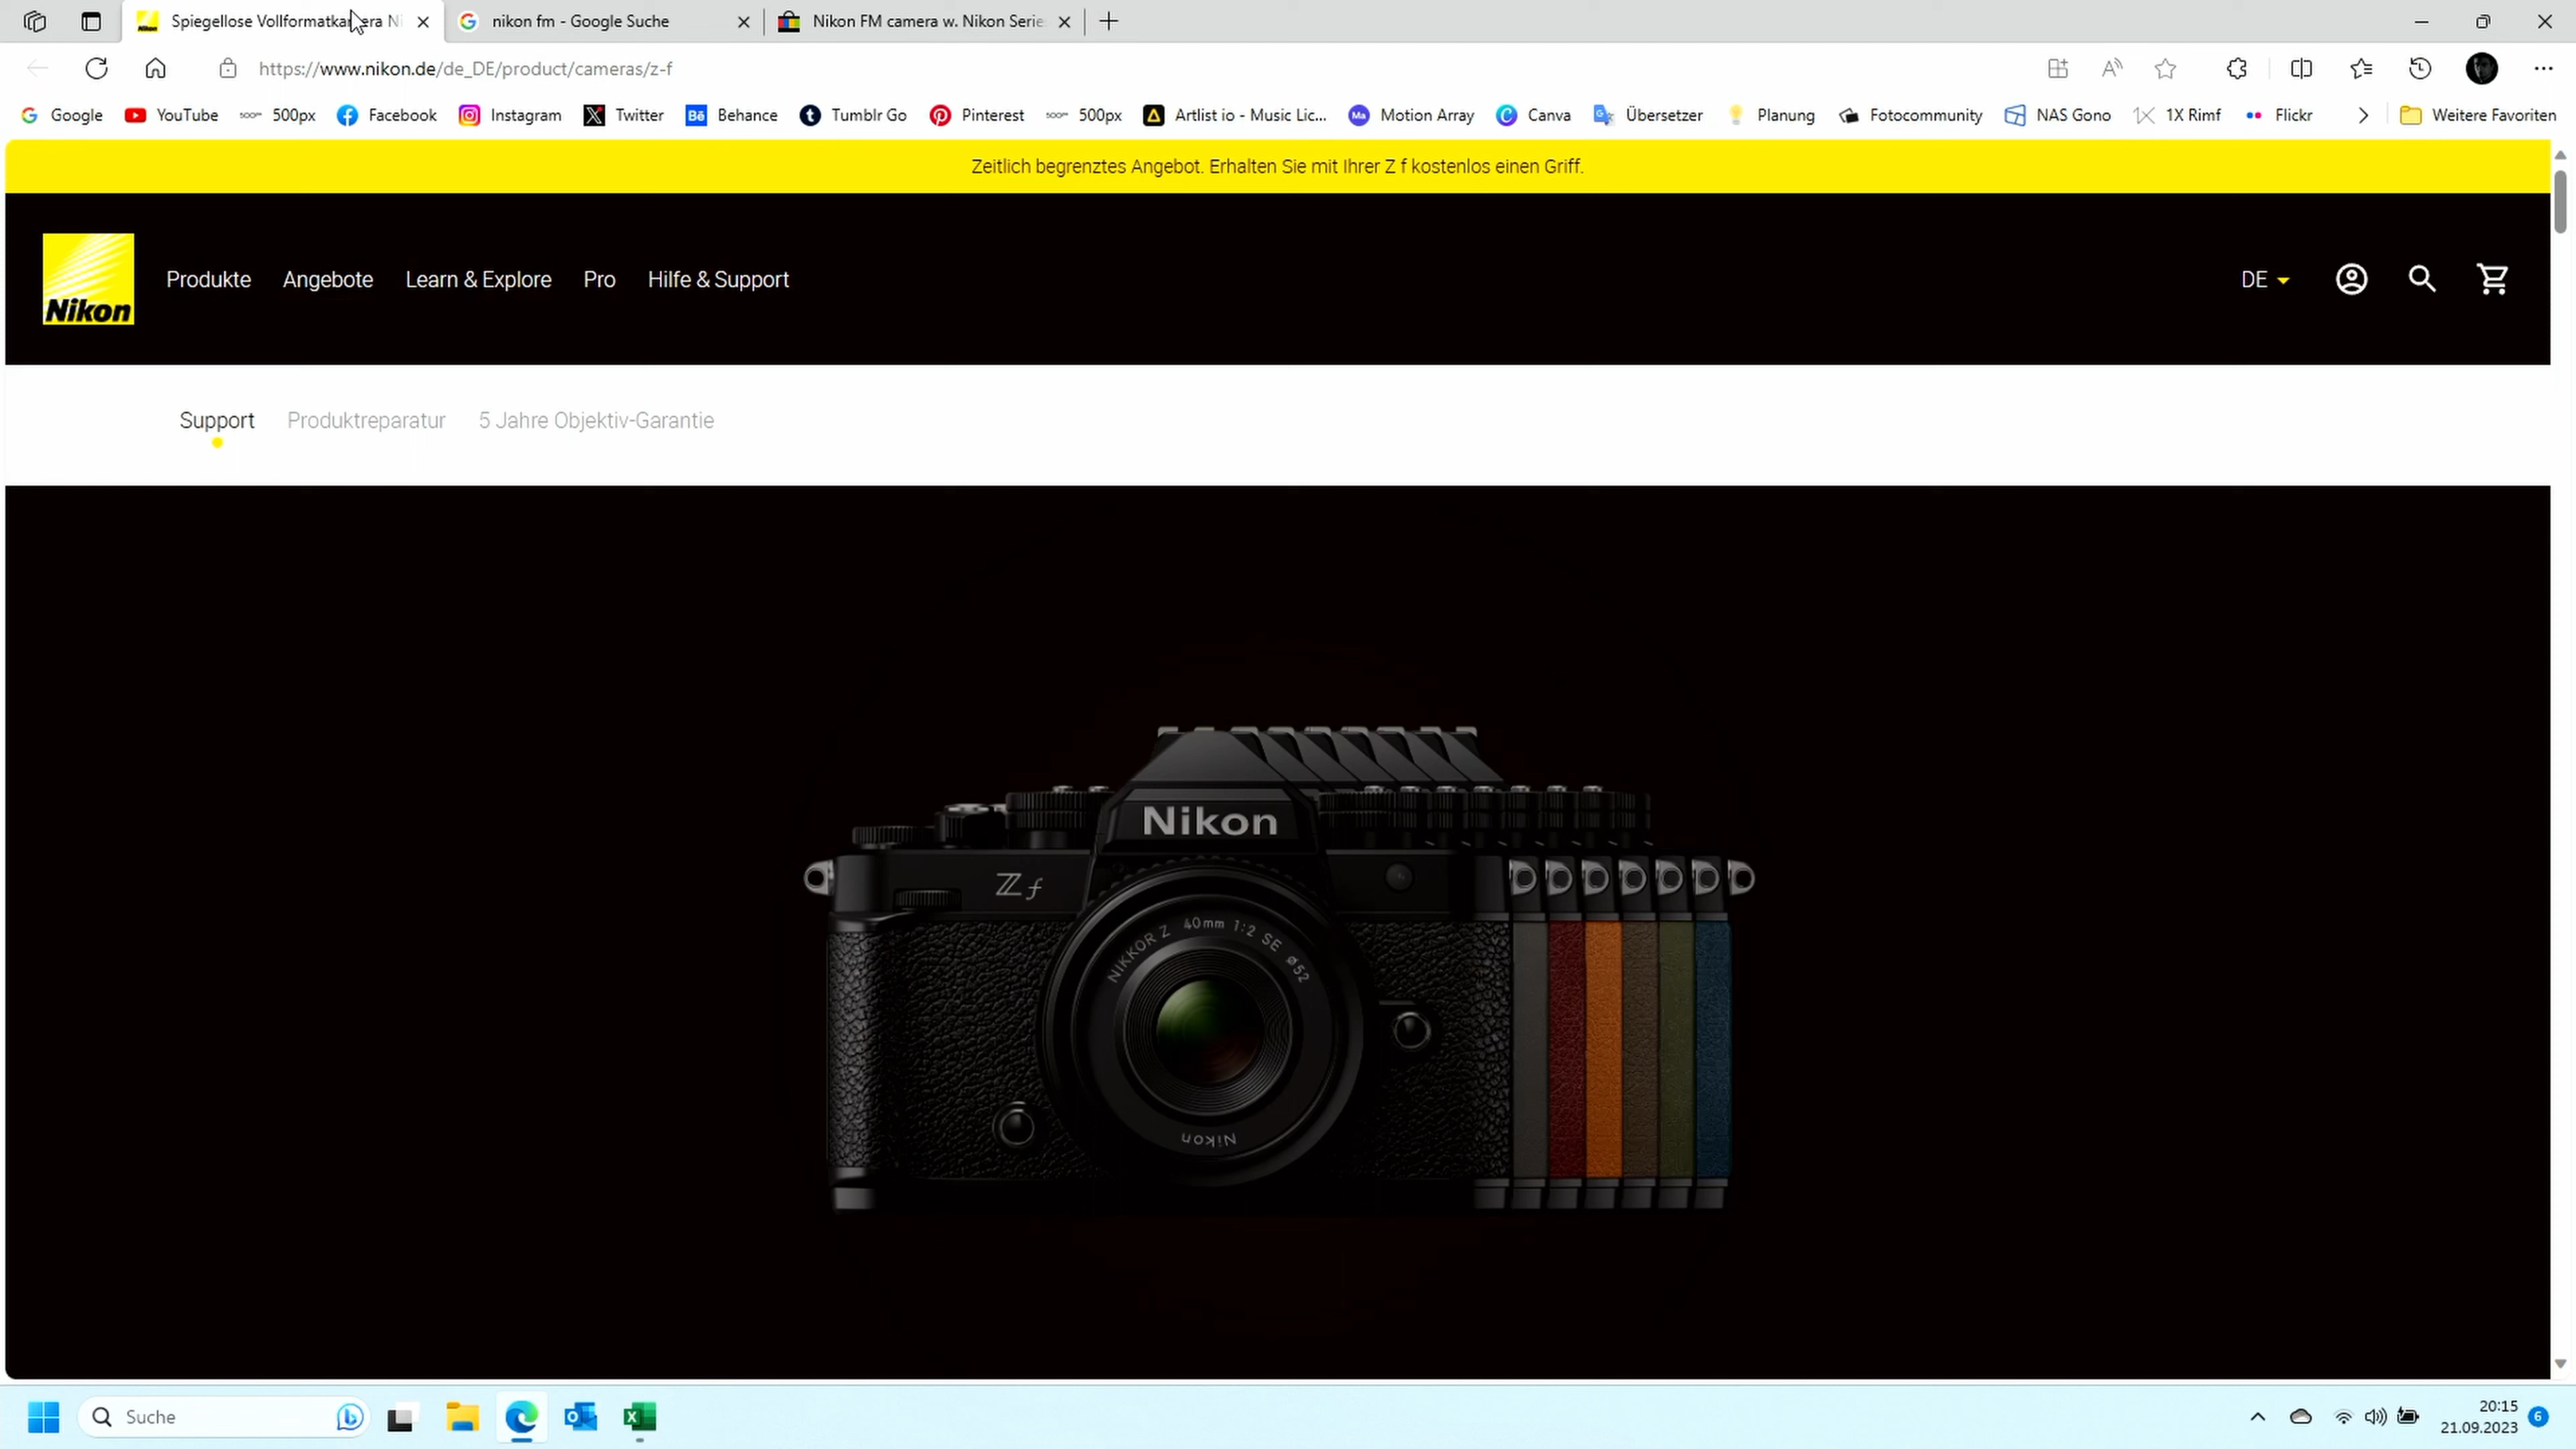 Spiegellose Vollformatkamera Ni
nikon fm - Google Suche
Nikon FM camera w. Nikon Serie
https://www.nikon.de/de_DE/product/cameras/z-f
Google
YouTube
500px
Facebook
Instagram
Twitter
Behance
Tumblr Go
Pinterest
500px
Artlist io - Music Lic...
Motion Array
Canva
Übersetzer
Planung
Fotocommunity
NAS Gono
1X Rimf
Flickr
Weitere Favoriten
Zeitlich begrenztes Angebot. Erhalten Sie mit Ihrer Z f kostenlos einen Griff.
Nikon
Produkte
Angebote
Learn & Explore
Pro
Hilfe & Support
DE
Support
Produktreparatur
5 Jahre Objektiv-Garantie
Nikon
Z f
NIKKOR Z 40mm 1:2 SE ø52
Nikon
Suche
20:15
21.09.2023
6